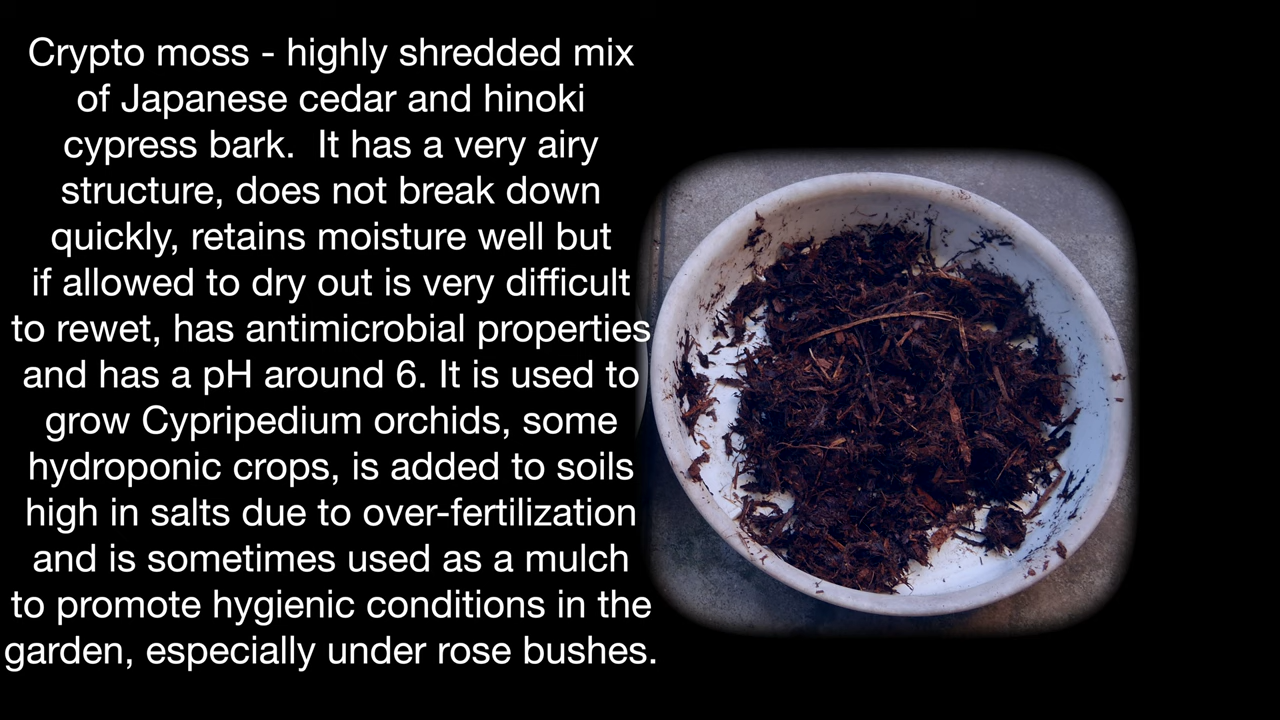 Crypto moss - highly shredded mix
of Japanese cedar and hinoki
cypress bark.  It has a very airy
structure, does not break down
quickly, retains moisture well but
if allowed to dry out is very difficult
to rewet, has antimicrobial properties
and has a pH around 6. It is used to
grow Cypripedium orchids, some
hydroponic crops, is added to soils
high in salts due to over-fertilization
and is sometimes used as a mulch
to promote hygienic conditions in the
garden, especially under rose bushes.